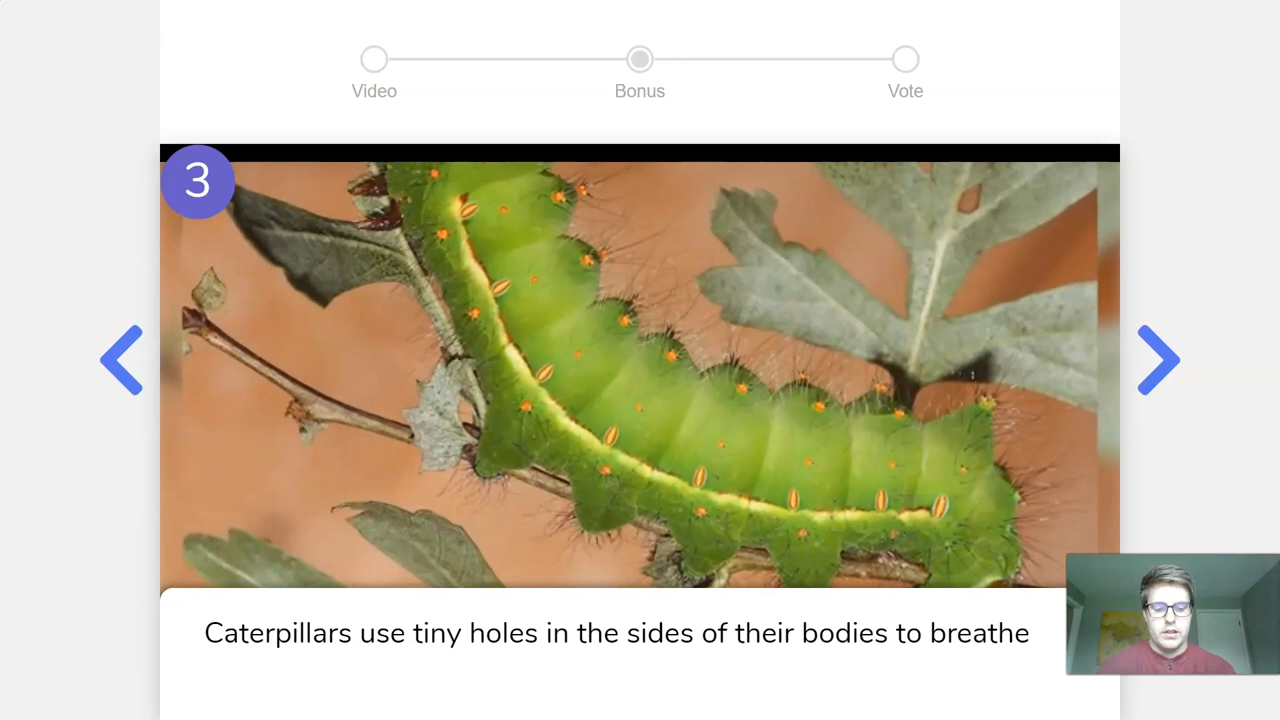 Video
Bonus
Vote
3
Caterpillars use tiny holes in the sides of their bodies to breathe